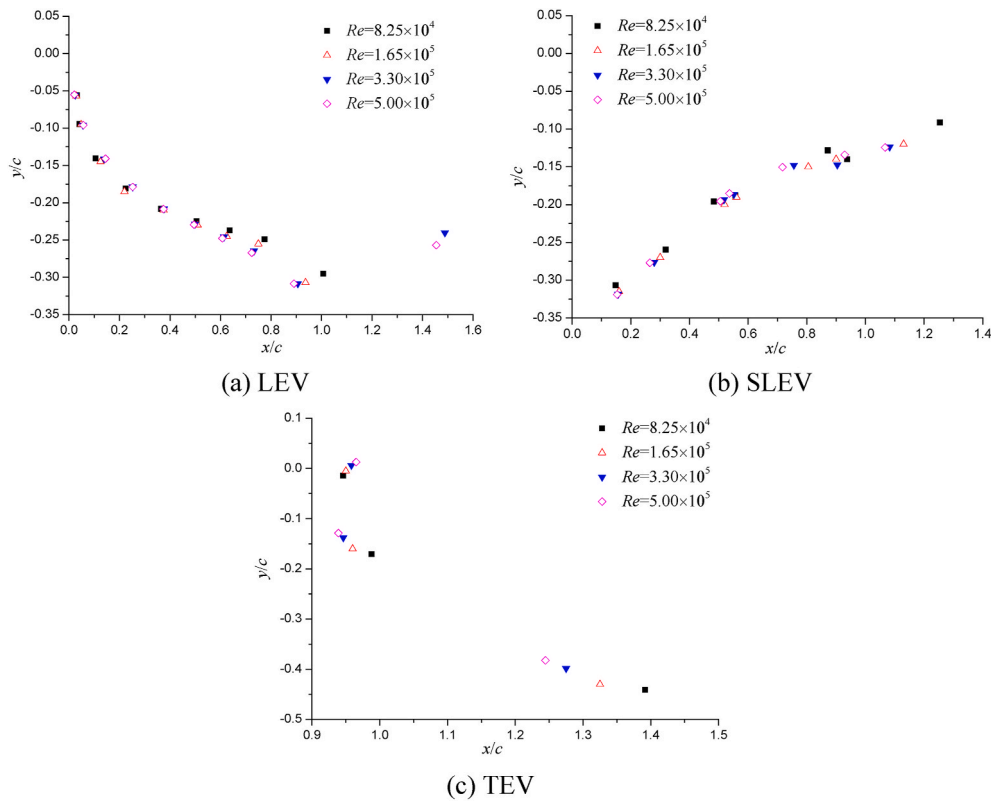 0.05
0.00
-0.05
-0.10
-0.15
-0.20
-0.25
-0.30
-0.35
y/c
0.0 0.2 0.4 0.6 0.8 1.0 1.2 1.4 1.6
x/c
Re=8.25×10⁴
Re=1.65×10⁵
Re=3.30×10⁵
Re=5.00×10⁵
(a) LEV
0.05
0.00
-0.05
-0.10
-0.15
-0.20
-0.25
-0.30
-0.35
y/c
0.0 0.2 0.4 0.6 0.8 1.0 1.2 1.4
x/c
Re=8.25×10⁴
Re=1.65×10⁵
Re=3.30×10⁵
Re=5.00×10⁵
(b) SLEV
0.1
0.0
-0.1
-0.2
-0.3
-0.4
-0.5
y/c
0.9 1.0 1.1 1.2 1.3 1.4 1.5
x/c
Re=8.25×10⁴
Re=1.65×10⁵
Re=3.30×10⁵
Re=5.00×10⁵
(c) TEV